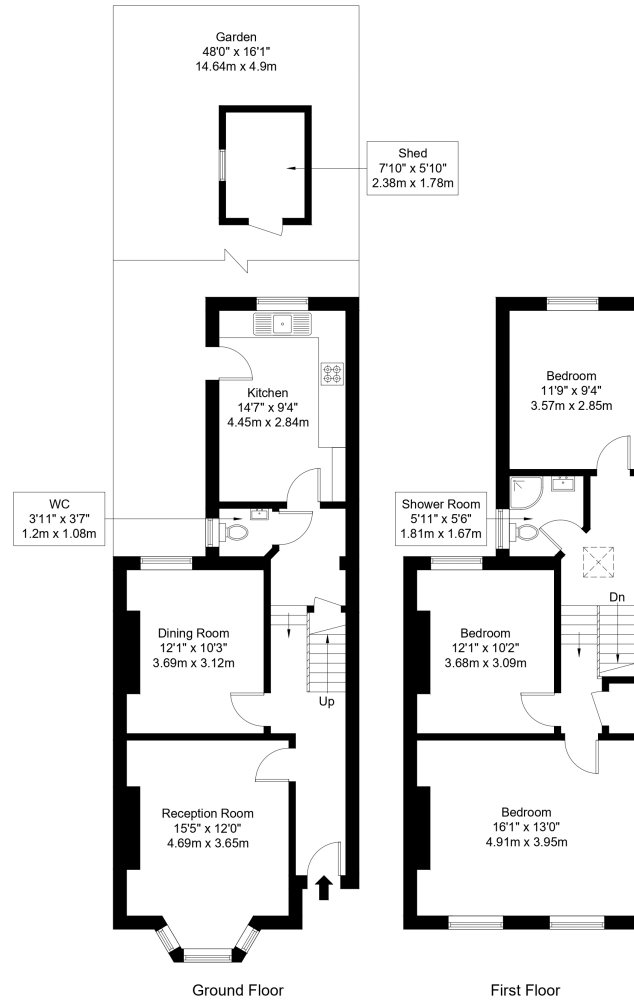 Garden
48'0" x 16'1"
14.64m x 4.9m
Shed
7'10" x 5'10"
2.38m x 1.78m
Kitchen
14'7" x 9'4"
4.45m x 2.84m
WC
3'11" x 3'7"
1.2m x 1.08m
Dining Room
12'1" x 10'3"
3.69m x 3.12m
Up
Reception Room
15'5" x 12'0"
4.69m x 3.65m
Ground Floor
Bedroom
11'9" x 9'4"
3.57m x 2.85m
Shower Room
5'11" x 5'6"
1.81m x 1.67m
Dn
Bedroom
12'1" x 10'2"
3.68m x 3.09m
Bedroom
16'1" x 13'0"
4.91m x 3.95m
First Floor